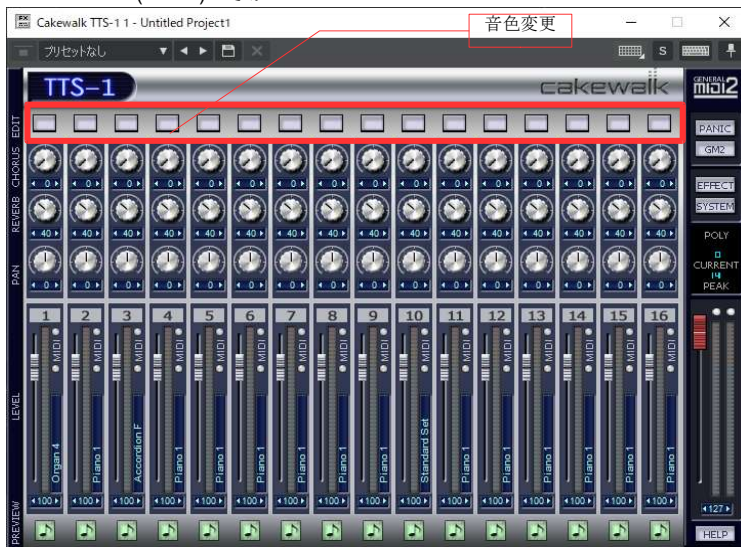 Cakewalk TTS-1 1 - Untitled Project1
音色変更
プリセットなし
S
TTS-1
cakewalk
GENERAL
MIDI2
EDIT
PANIC
GM2
CHORUS
0 0 0 0 0 0 0 0 0 0 0 0 0 0 0 0
EFFECT
REVERB
SYSTEM
40 40 40 40 40 40 40 40 40 40 40 40 40 40 40 40
POLY
0
CURRENT
14
PEAK
PAN
0 0 0 0 0 0 0 0 0 0 0 0 0 0 0 0
1 2 3 4 5 6 7 8 9 10 11 12 13 14 15 16
MIDI MIDI MIDI MIDI MIDI MIDI MIDI MIDI MIDI MIDI MIDI MIDI MIDI MIDI MIDI MIDI
LEVEL
Organ 4 Piano 1 Accordion F Piano 1 Piano 1 Piano 1 Piano 1 Piano 1 Piano 1 Standard Set Piano 1 Piano 1 Piano 1 Piano 1 Piano 1 Piano 1
100 100 100 100 100 100 100 100 100 100 100 100 100 100 100 100
127
PREVIEW
HELP